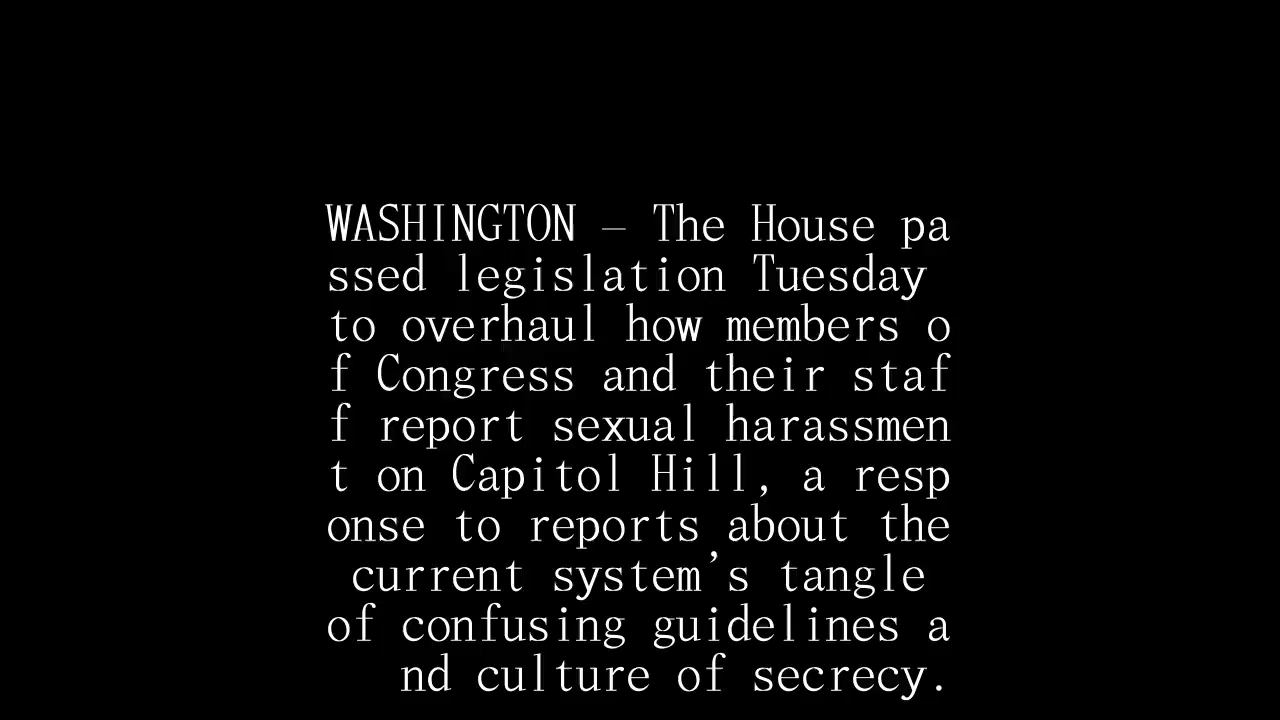 WASHINGTON – The House pa
ssed legislation Tuesday
to overhaul how members o
f Congress and their staf
f report sexual harassmen
t on Capitol Hill, a resp
onse to reports about the
current system’s tangle
of confusing guidelines a
nd culture of secrecy.